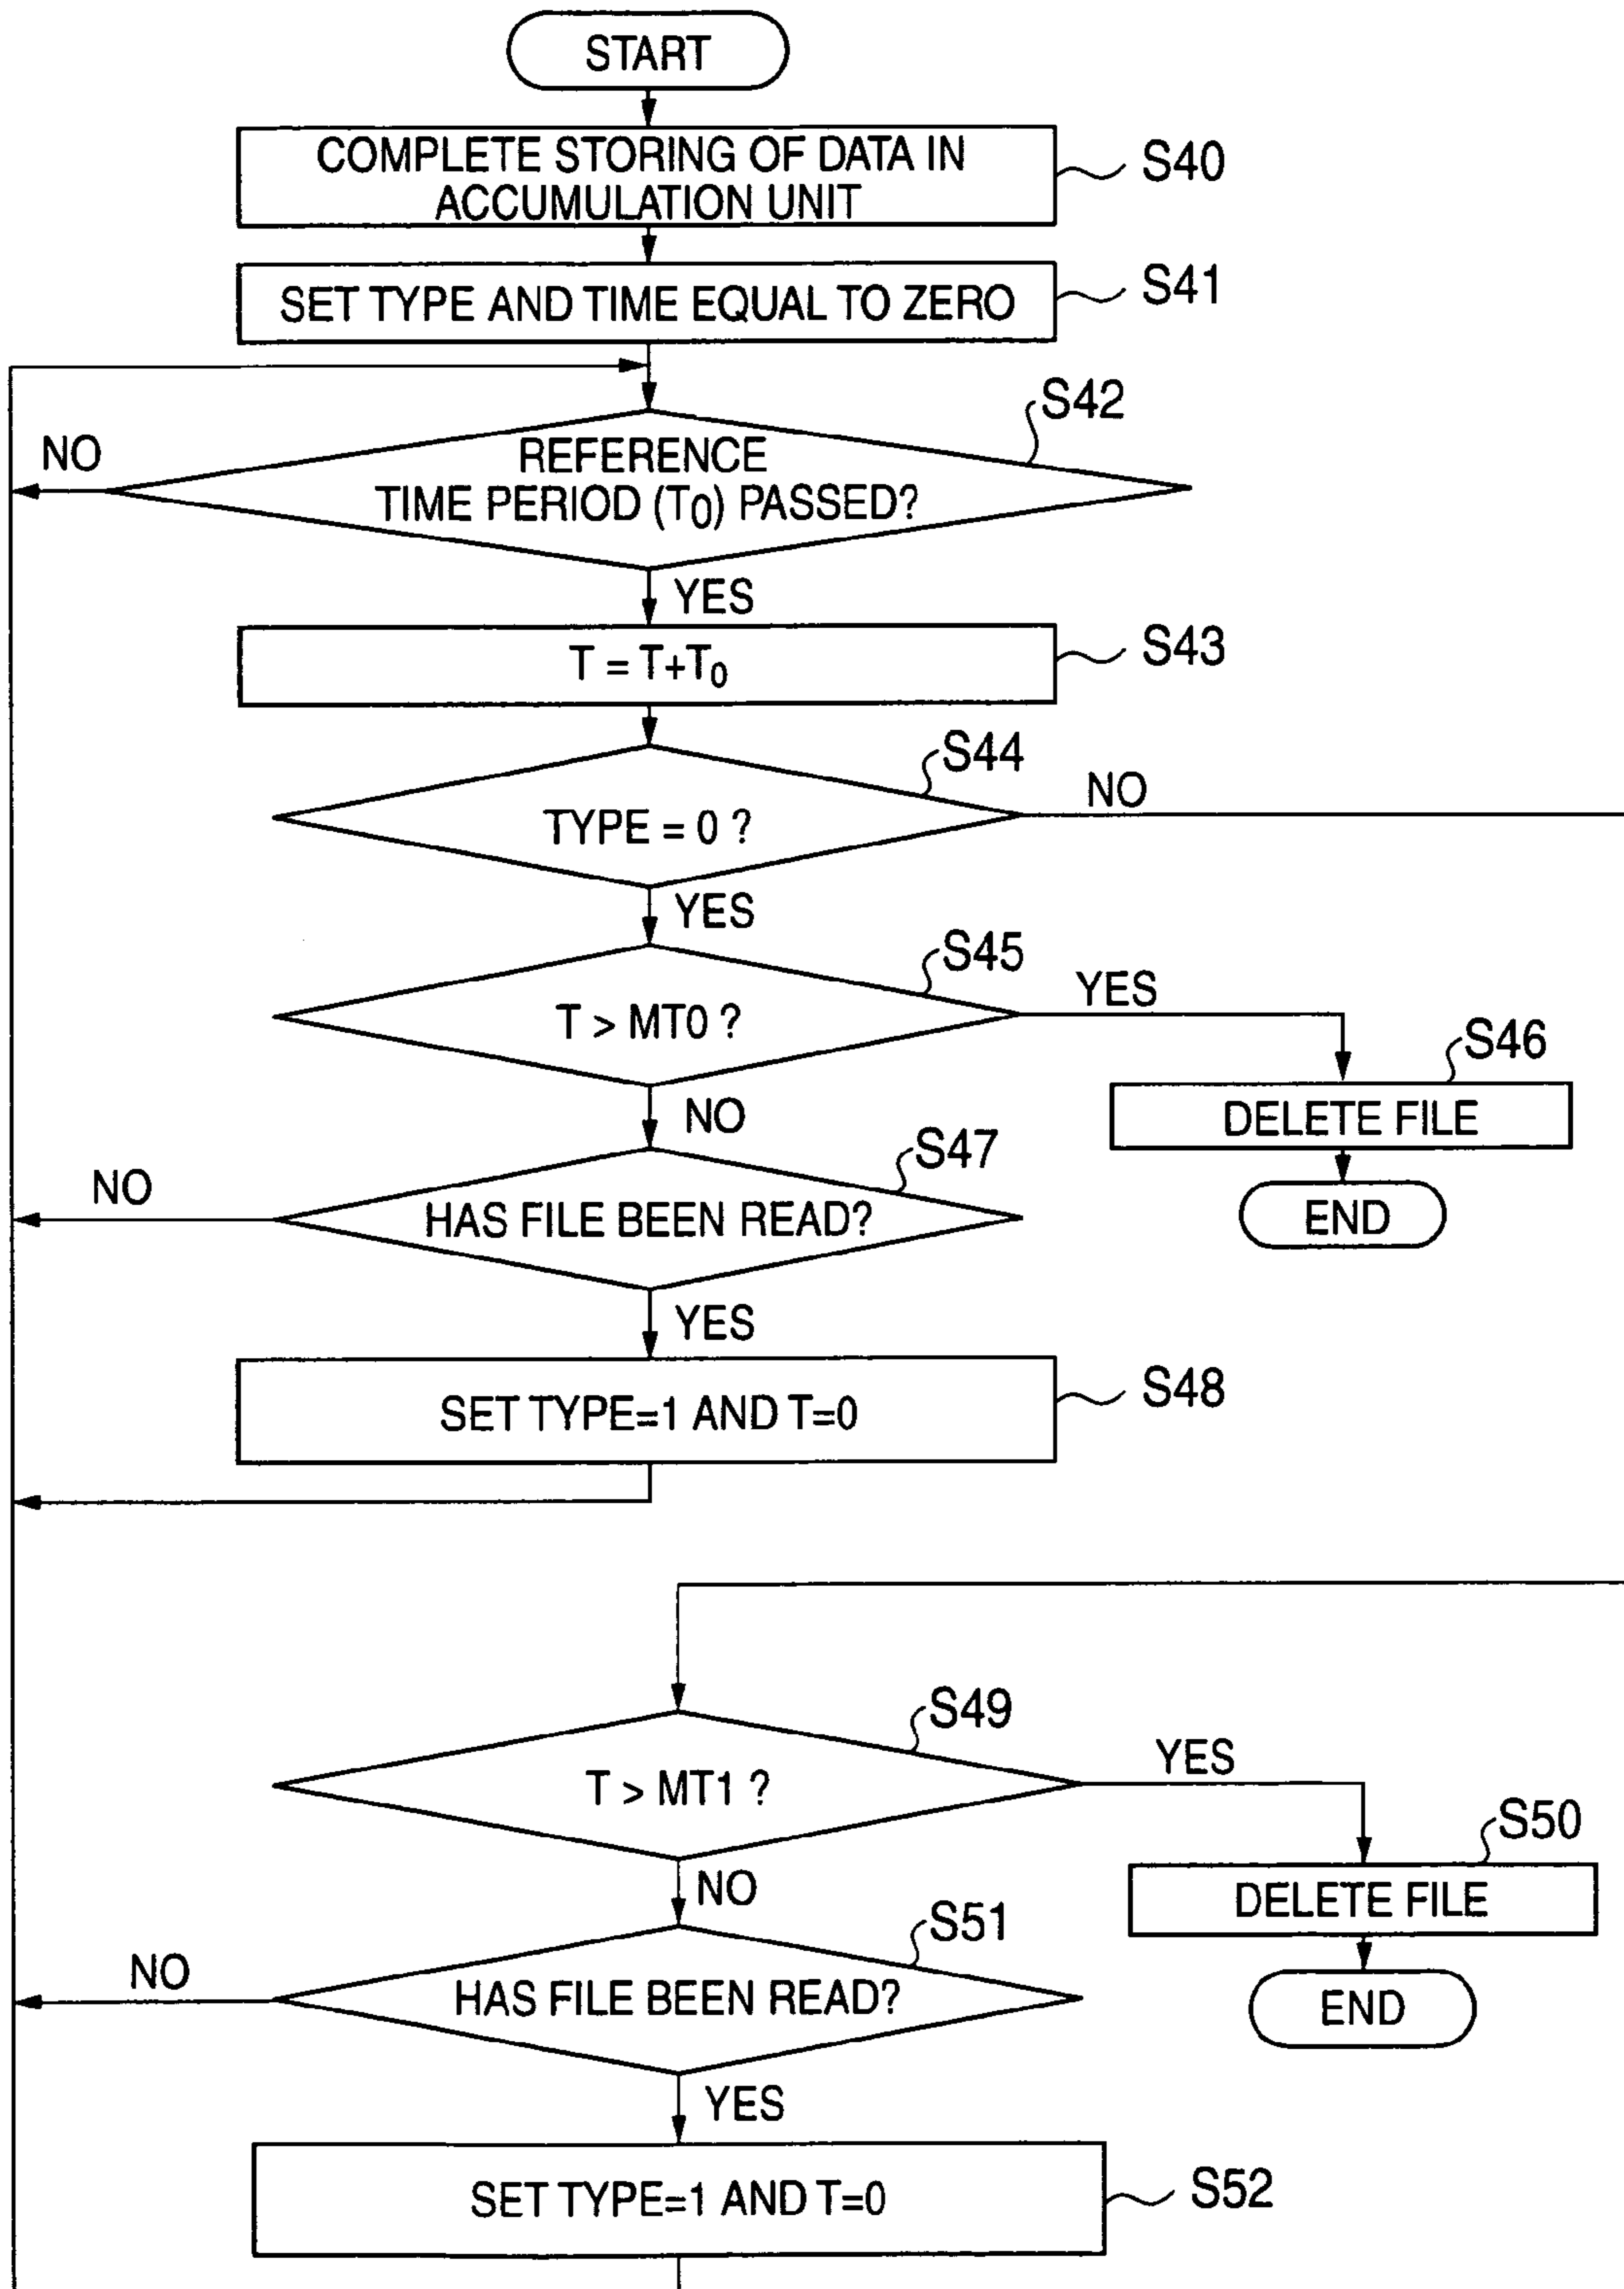 START
COMPLETE STORING OF DATA IN
ACCUMULATION UNIT
S40
SET TYPE AND TIME EQUAL TO ZERO
S41
S42
NO
REFERENCE
TIME PERIOD (T0) PASSED?
YES
T = T+T0
S43
S44
NO
TYPE = 0 ?
YES
S45
YES
T > MT0 ?
S46
DELETE FILE
NO
S47
NO
HAS FILE BEEN READ?
END
YES
SET TYPE=1 AND T=0
S48
S49
YES
T > MT1 ?
S50
DELETE FILE
NO
S51
NO
HAS FILE BEEN READ?
END
YES
SET TYPE=1 AND T=0
S52